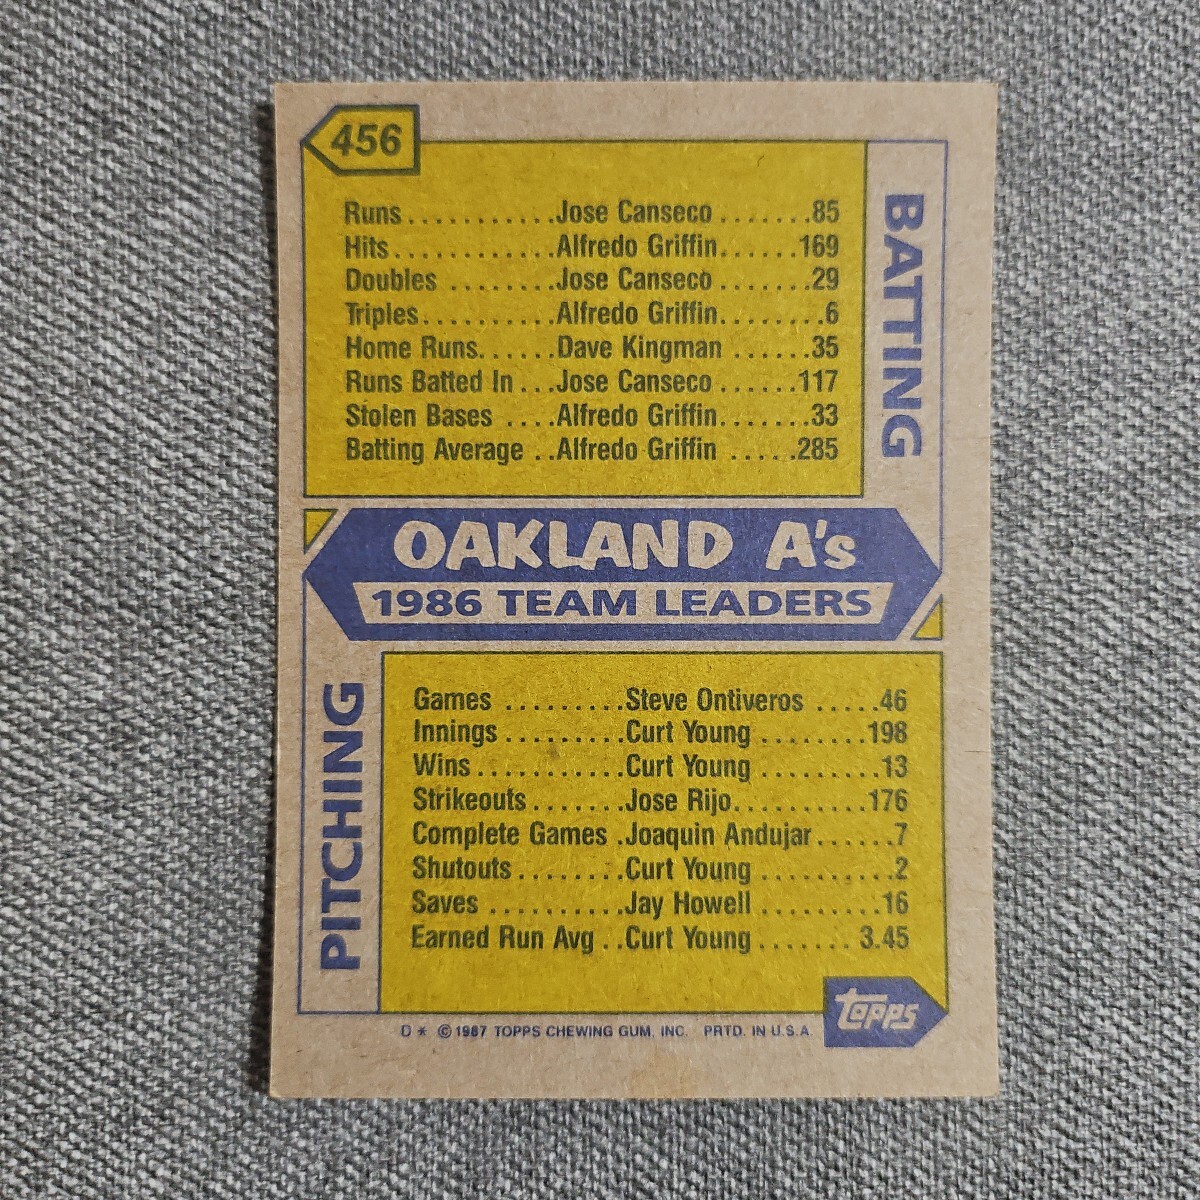 456
BATTING
Runs...........Jose Canseco.......85
Hits............Alfredo Griffin......169
Doubles ........Jose Canseco.......29
Triples..........Alfredo Griffin........6
Home Runs......Dave Kingman ......35
Runs Batted In ...Jose Canseco......117
Stolen Bases ....Alfredo Griffin.......33
Batting Average ..Alfredo Griffin .....285
OAKLAND A's
1986 TEAM LEADERS
PITCHING
Games .........Steve Ontiveros .....46
Innings.........Curt Young ........198
Wins...........Curt Young .........13
Strikeouts.......Jose Rijo..........176
Complete Games .Joaquin Andujar......7
Shutouts........Curt Young ..........2
Saves ..........Jay Howell .........16
Earned Run Avg ..Curt Young ....... 3.45
topps
D * © 1987 TOPPS CHEWING GUM, INC. PRTD. IN U.S.A.